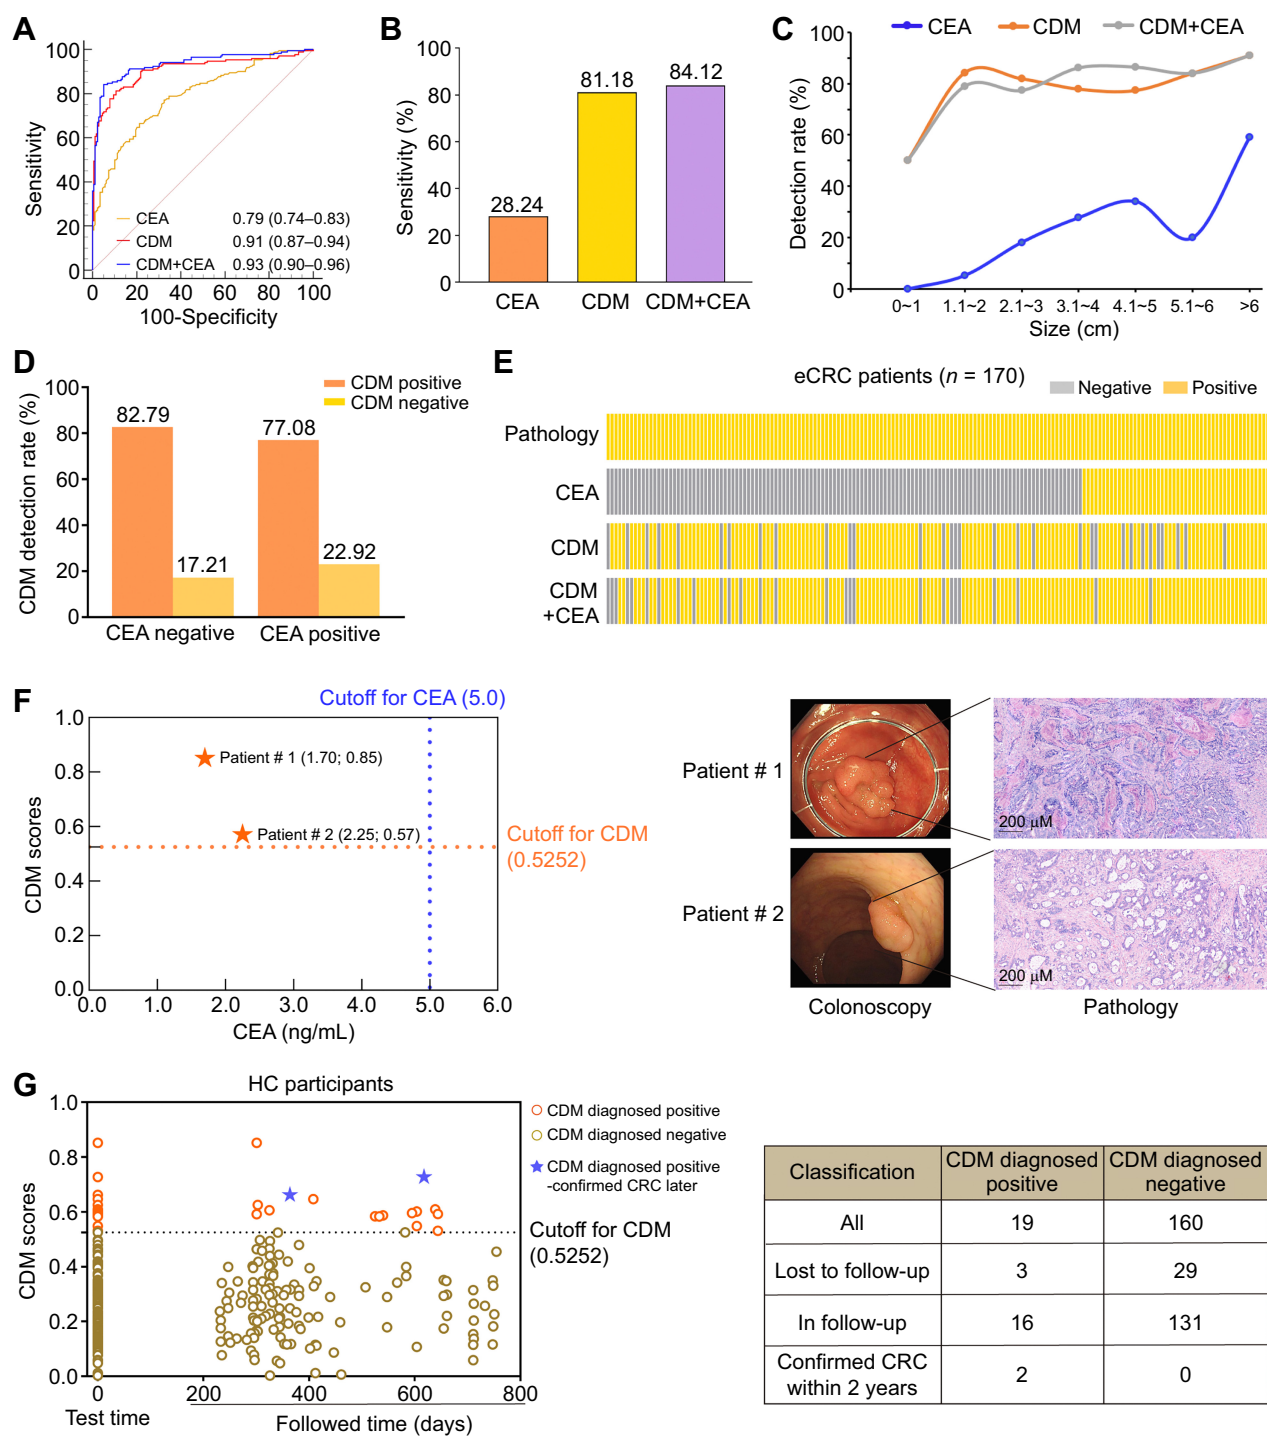 A
100
80
60
40
20
0
Sensitivity
CEA 0.79 (0.74–0.83)
CDM 0.91 (0.87–0.94)
CDM+CEA 0.93 (0.90–0.96)
0 20 40 60 80 100
100-Specificity
B
100
80
60
40
20
0
Sensitivity (%)
28.24
81.18
84.12
CEA CDM CDM+CEA
C
CEA CDM CDM+CEA
100
80
60
40
20
0
Detection rate (%)
0~1 1.1~2 2.1~3 3.1~4 4.1~5 5.1~6 >6
Size (cm)
D
CDM positive
CDM negative
100
80
60
40
20
0
CDM detection rate (%)
82.79
17.21
77.08
22.92
CEA negative CEA positive
E
eCRC patients (n = 170)
Negative Positive
Pathology
CEA
CDM
CDM
+CEA
F
Cutoff for CEA (5.0)
1.0
0.8
0.6
0.4
0.2
0.0
CDM scores
Patient # 1 (1.70; 0.85)
Patient # 2 (2.25; 0.57)
Cutoff for CDM
(0.5252)
0.0 1.0 2.0 3.0 4.0 5.0 6.0
CEA (ng/mL)
Patient # 1
200 μM
Patient # 2
200 μM
Colonoscopy Pathology
G
HC participants
1.0
0.8
0.6
0.4
0.2
0.0
CDM scores
CDM diagnosed positive
CDM diagnosed negative
CDM diagnosed positive
-confirmed CRC later
Cutoff for CDM
(0.5252)
0 200 400 600 800
Test time
Followed time (days)
Classification CDM diagnosed positive CDM diagnosed negative
All 19 160
Lost to follow-up 3 29
In follow-up 16 131
Confirmed CRC within 2 years 2 0